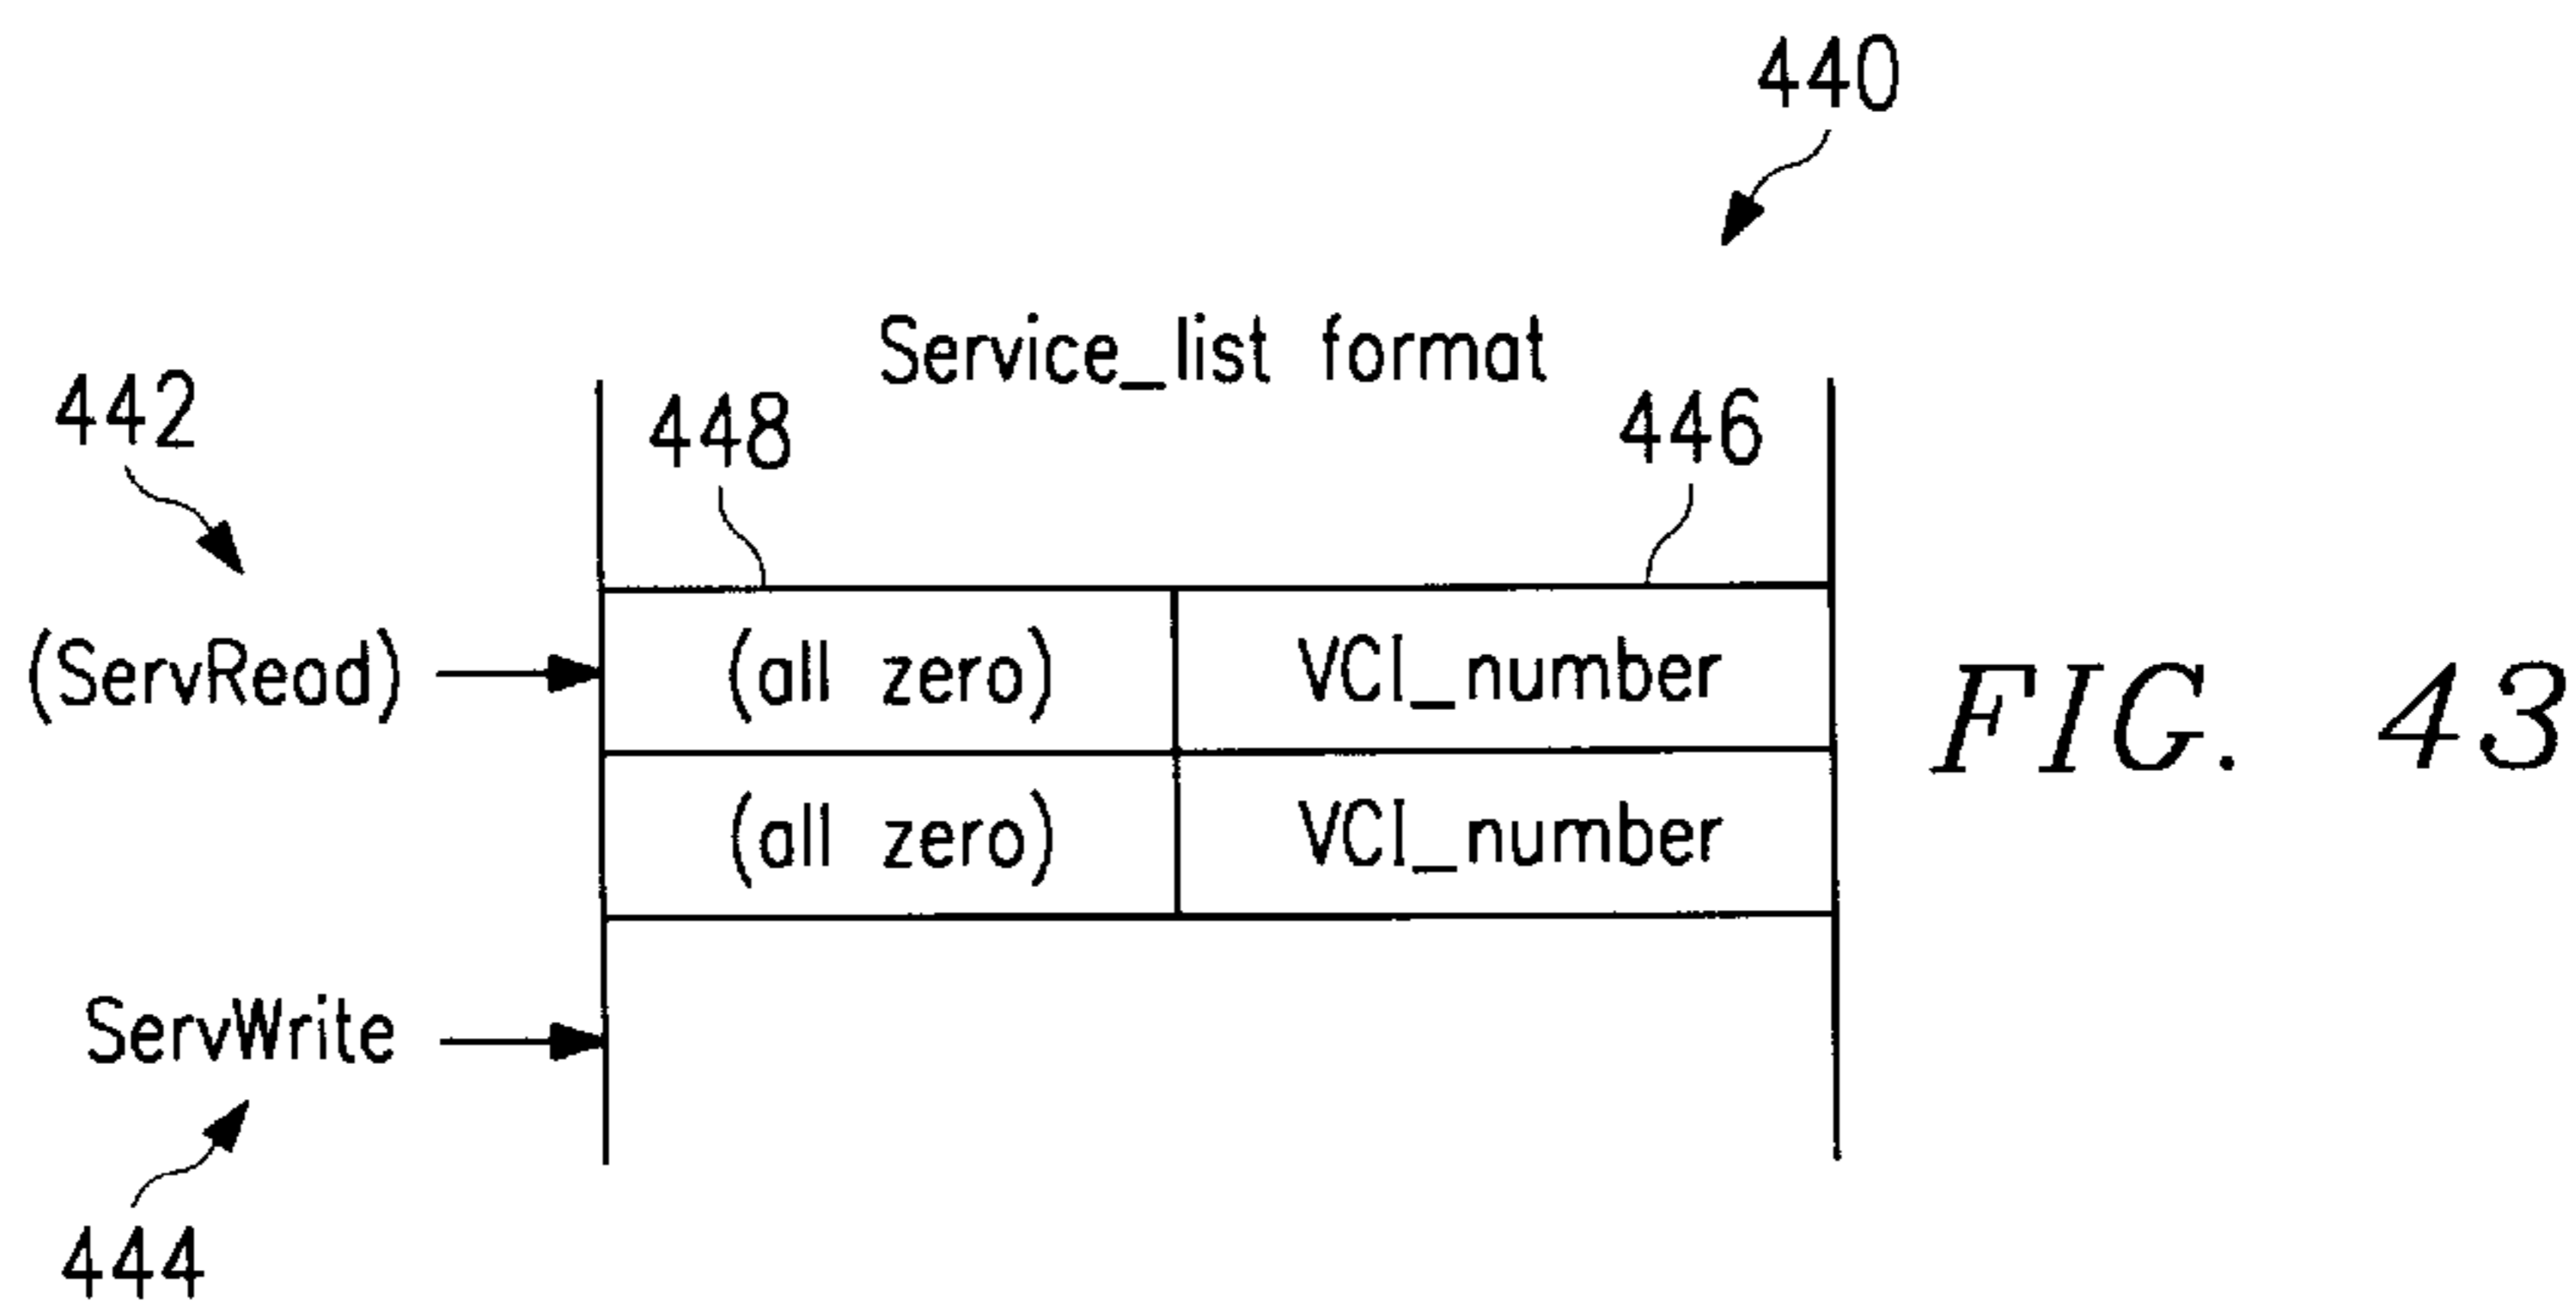 440
Service_list format
442
448
446
(ServRead)
(all zero)
VCI_number
(all zero)
VCI_number
FIG. 43
ServWrite
444